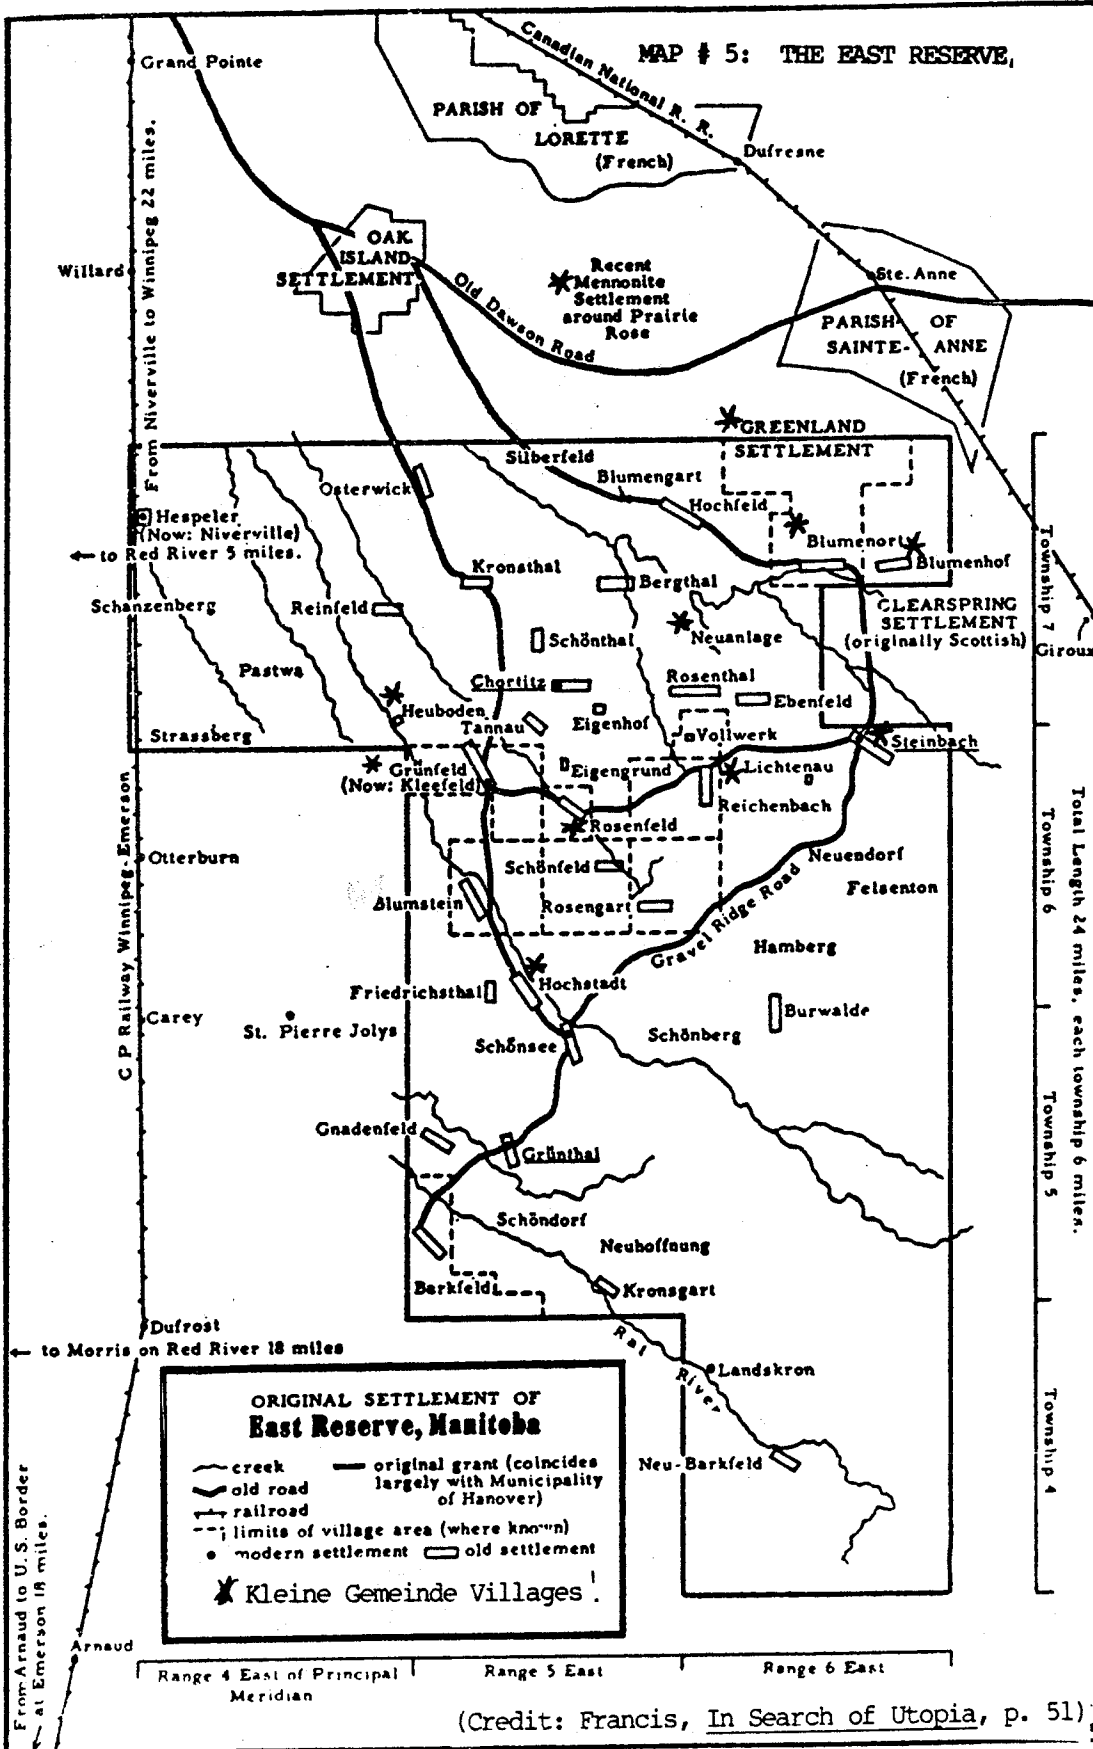 MAP # 5: THE EAST RESERVE,
Grand Pointe
Canadian National R. R.
PARISH OF
LORETTE
(French)
Dufresne
From Niverville to Winnipeg 22 miles.
Willard
OAK
ISLAND
SETTLEMENT
Old Dawson Road
Recent
Mennonite
Settlement
around Prairie
Rose
Ste. Anne
PARISH OF
SAINTE- ANNE
(French)
GREENLAND
SETTLEMENT
Silberfeld
Osterwick
Blumengart
Hochfeld
Hespeler
(Now: Niverville)
← to Red River 5 miles.
Blumenort
Blumenhof
Kronsthal
Bergthal
Schanzenberg
Reinfeld
CLEARSPRING
SETTLEMENT
(originally Scottish)
Giroux
Schönthal
Neuanlage
Pastwa
Chortitz
Rosenthal
Ebenfeld
Heuboden
Tannau
Eigenhof
Strassberg
Vollwerk
Steinbach
Grünfeld
(Now: Kleefeld)
Eigengrund
Lichtenau
Reichenbach
Rosenfeld
C P Railway Winnipeg-Emerson
Otterburn
Schönfeld
Neuendorf
Felsenton
Blumstein
Rosengart
Gravel Ridge Road
Hamberg
Hochstadt
Friedrichsthal
Carey
St. Pierre Jolys
Burwalde
Schönsee
Schönberg
Gnadenfeld
Grünthal
Schöndorf
Neuhoffnung
Barkfeld
Kronsgart
Dufrost
← to Morris on Red River 18 miles
Rat River
Landskron
Neu-Barkfeld
Township 7
Township 6
Township 5
Township 4
Total Length 24 miles, each township 6 miles.
ORIGINAL SETTLEMENT OF
East Reserve, Manitoba
creek
original grant (coincides
largely with Municipality
of Hanover)
old road
railroad
limits of village area (where known)
modern settlement
old settlement
Kleine Gemeinde Villages!
From Arnaud to U. S. Border
← at Emerson 18 miles.
Arnaud
Range 4 East of Principal
Meridian
Range 5 East
Range 6 East
(Credit: Francis, In Search of Utopia, p. 51)